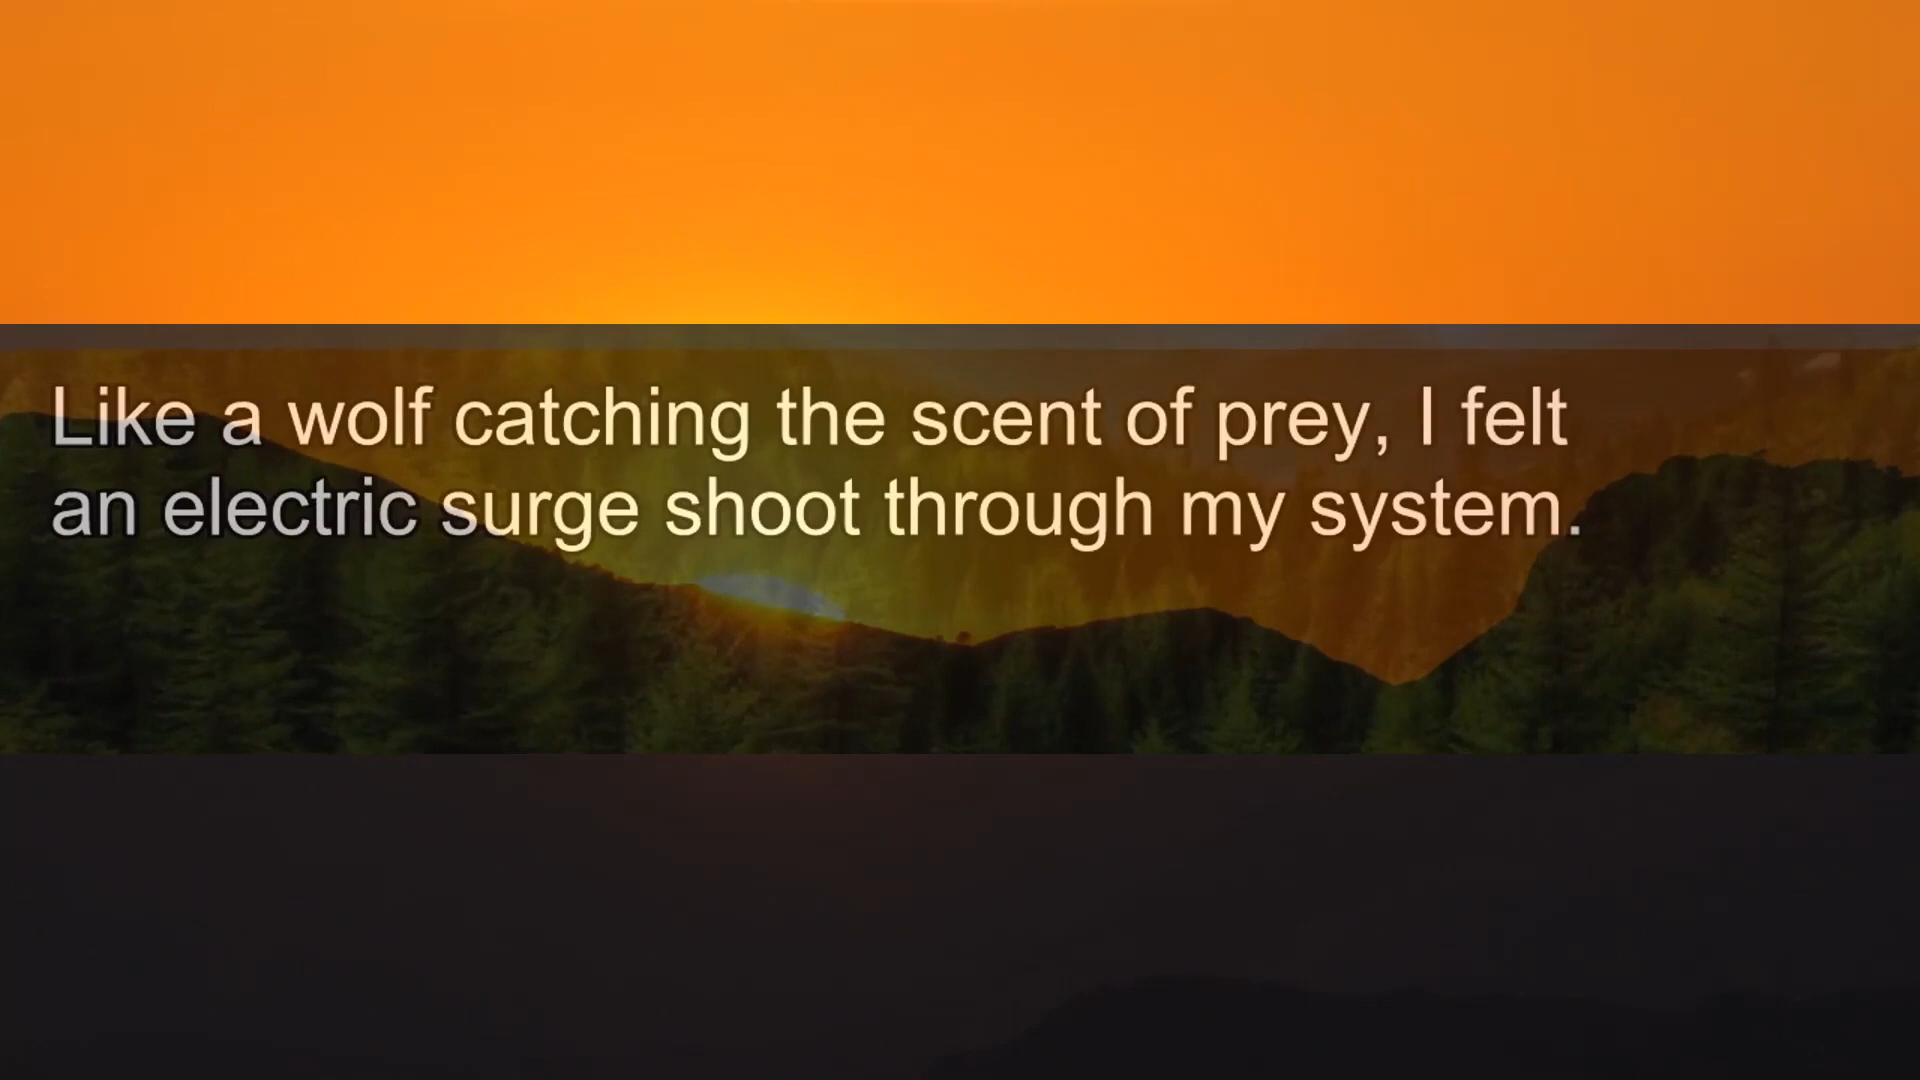 Like a wolf catching the scent of prey, I felt
an electric surge shoot through my system.